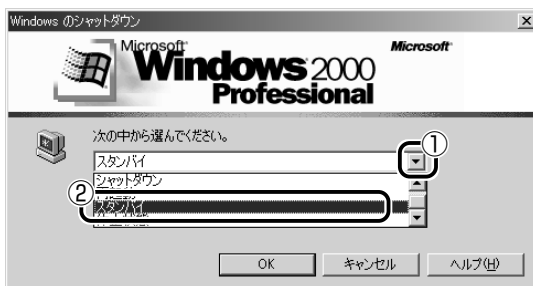 Windows のシャットダウン
Microsoft
Windows 2000
Professional
Microsoft
次の中から選んでください。
①
スタンバイ
シャットダウン
②
スタンバイ
OK
キャンセル
ヘルプ(H)